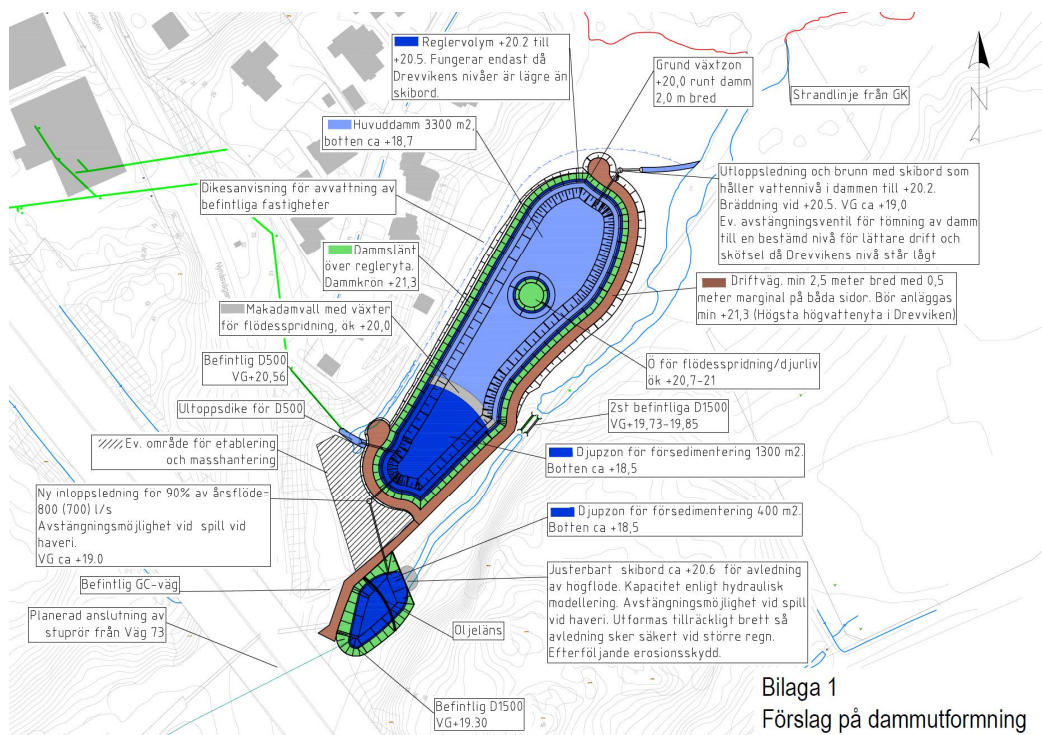 Reglervolym +20.2 till
+20.5. Fungerar endast då
Drevvikens nivåer är lägre än
skibord.
Grund växtzon
+20,0 runt damm
2,0 m bred
Strandlinje från GK
N
Huvuddamm 3300 m2,
botten ca +18,7
Dikesanvisning för avvattning av
befintliga fastigheter
Utloppsledning och brunn med skibord som
håller vattennivå i dammen till +20.2.
Bräddning vid +20.5. VG ca +19,0
Ev. avstängningsventil för tömning av damm
till en bestämd nivå för lättare drift och
skötsel då Drevvikens nivå står lågt
Dammslänt
över regleryta.
Dammkrön +21,3
Driftväg. min 2,5 meter bred med 0,5
meter marginal på båda sidor. Bör anläggas
min +21,3 (Högsta högvattenyta i Drevviken)
Makadamvall med växter
för flödesspridning, ök +20,0
Befintlig D500
VG+20,56
Ö för flödesspridning/djurliv
ök +20,7-21
Ultoppsdike för D500
2st befintliga D1500
VG+19,73-19,85
Ev. område för etablering
och masshantering
Djupzon för försedimentering 1300 m2.
Botten ca +18,5
Ny inloppsledning för 90% av årsflöde-
800 (700) l/s
Avstängningsmöjlighet vid spill vid
haveri.
VG ca +19.0
Djupzon för försedimentering 400 m2.
Botten ca +18,5
Befintlig GC-väg
Justerbart skibord ca +20.6 för avledning
av högflöde. Kapacitet enligt hydraulisk
modellering. Avstängningsmöjlighet vid spill
vid haveri. Utformas tillräckligt brett så
avledning sker säkert vid större regn.
Efterföljande erosionsskydd.
Planerad anslutning av
stuprör från Väg 73
Oljeläns
Befintlig D1500
VG+19.30
Bilaga 1
Förslag på dammutformning